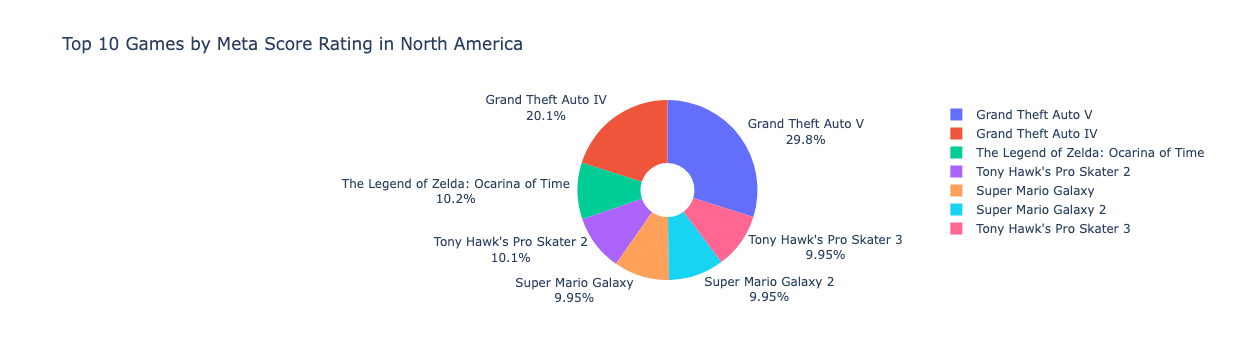 Top 10 Games by Meta Score Rating in North America
Grand Theft Auto IV
20.1%
Grand Theft Auto V
29.8%
The Legend of Zelda: Ocarina of Time
10.2%
Tony Hawk's Pro Skater 2
10.1%
Super Mario Galaxy
9.95%
Super Mario Galaxy 2
9.95%
Tony Hawk's Pro Skater 3
9.95%
Grand Theft Auto V
Grand Theft Auto IV
The Legend of Zelda: Ocarina of Time
Tony Hawk's Pro Skater 2
Super Mario Galaxy
Super Mario Galaxy 2
Tony Hawk's Pro Skater 3